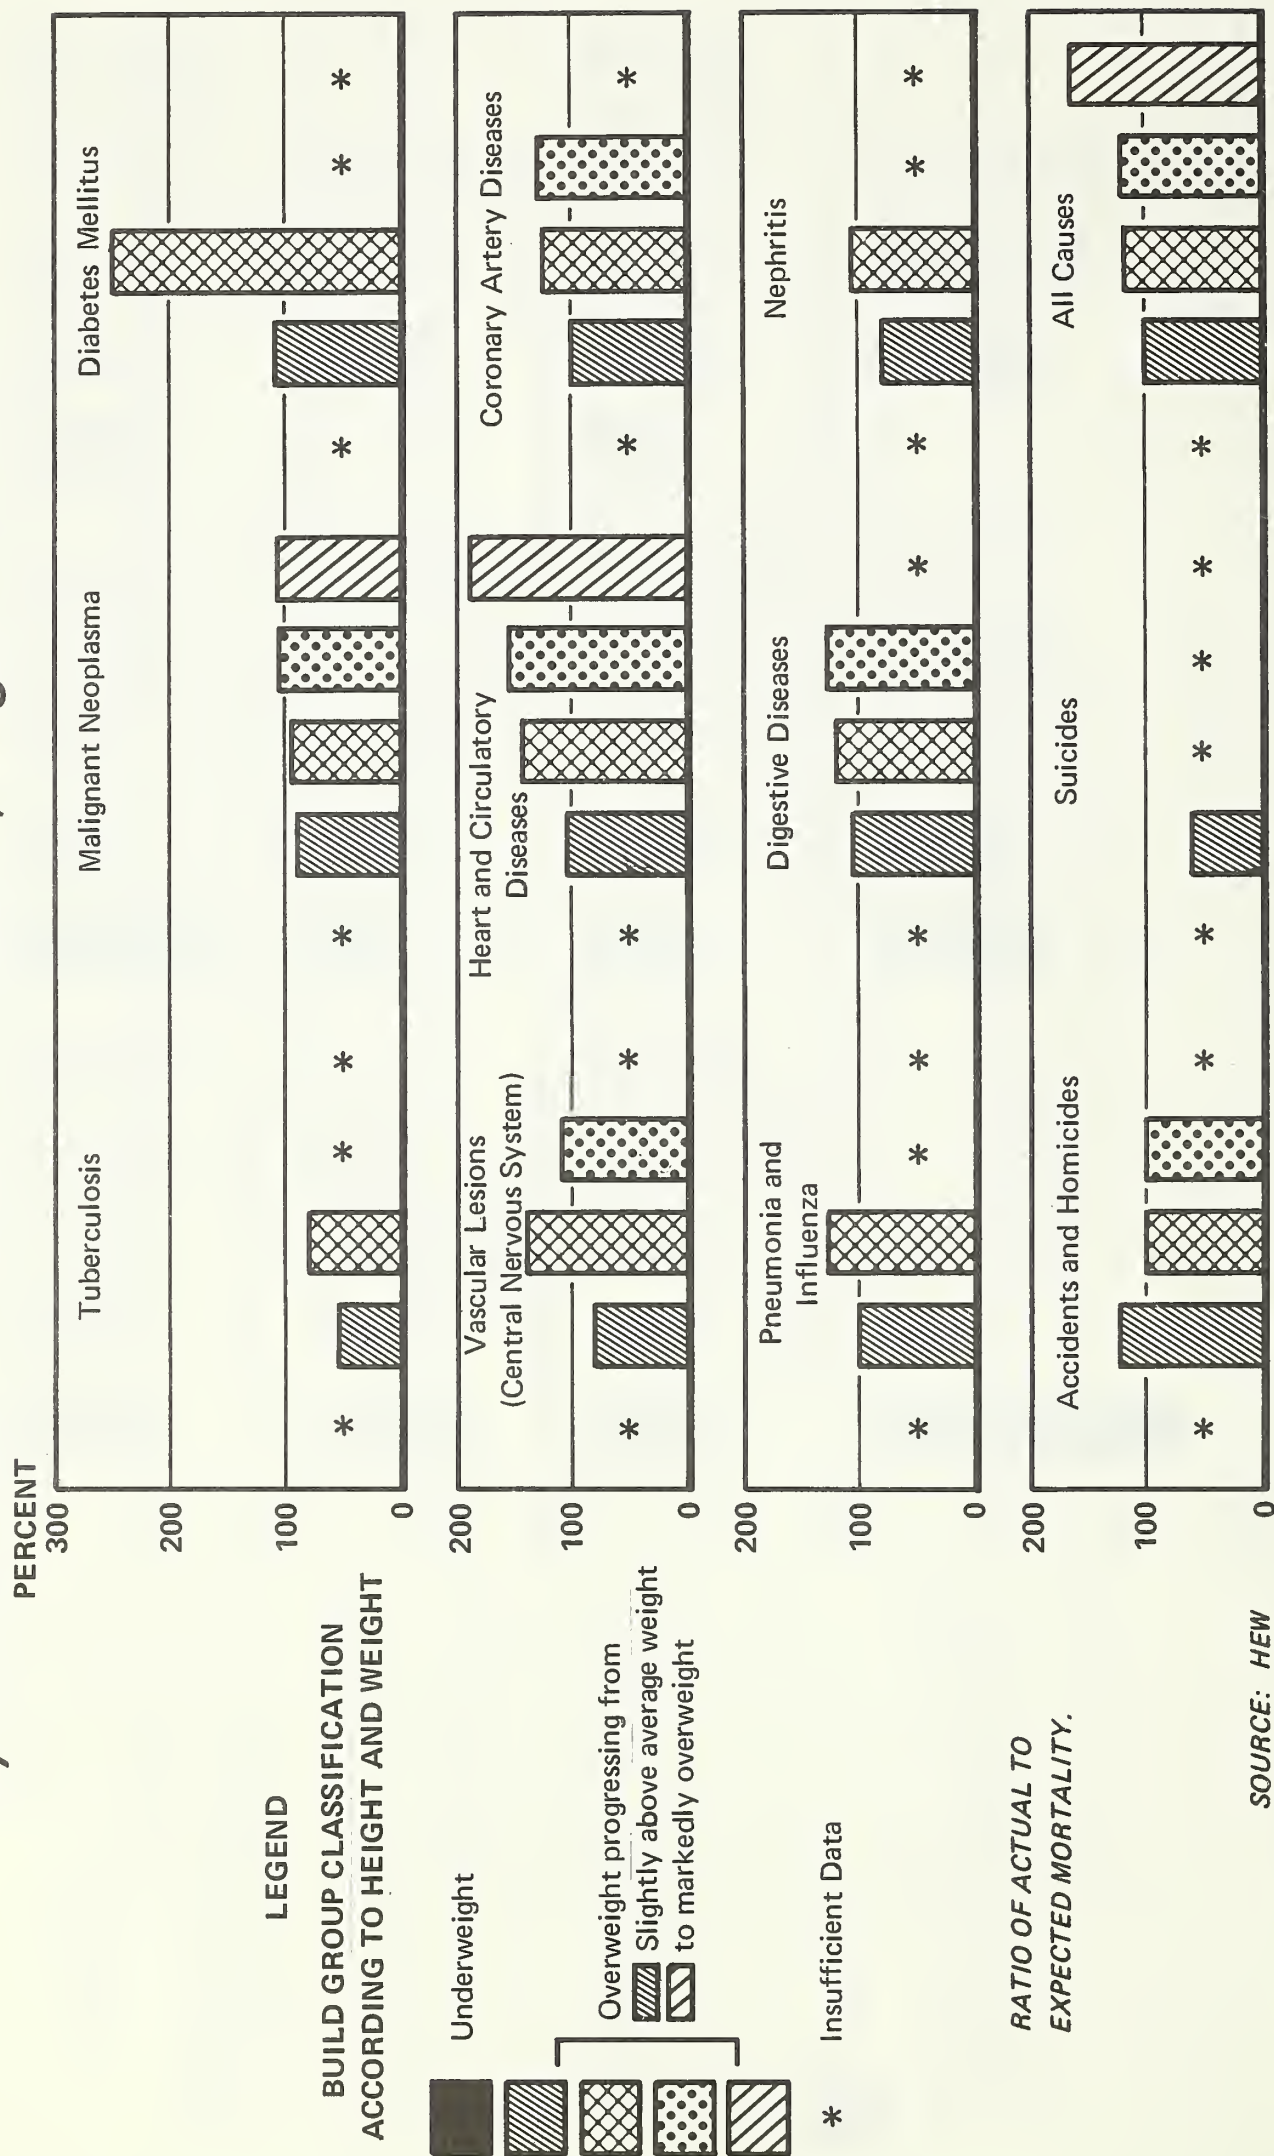 PERCENT
300
200
100
0
Tuberculosis
Malignant Neoplasma
Diabetes Mellitus
*
*
*
*
*
*
*
200
100
0
Vascular Lesions
(Central Nervous System)
Heart and Circulatory
Diseases
Coronary Artery Diseases
*
*
*
*
*
200
100
0
Pneumonia and
Influenza
Digestive Diseases
Nephritis
*
*
*
*
*
*
*
*
200
100
0
Accidents and Homicides
Suicides
All Causes
*
*
*
*
*
*
*
LEGEND
BUILD GROUP CLASSIFICATION
ACCORDING TO HEIGHT AND WEIGHT
Underweight
Overweight progressing from
Slightly above average weight
to markedly overweight
* Insufficient Data
RATIO OF ACTUAL TO
EXPECTED MORTALITY.
SOURCE: HEW